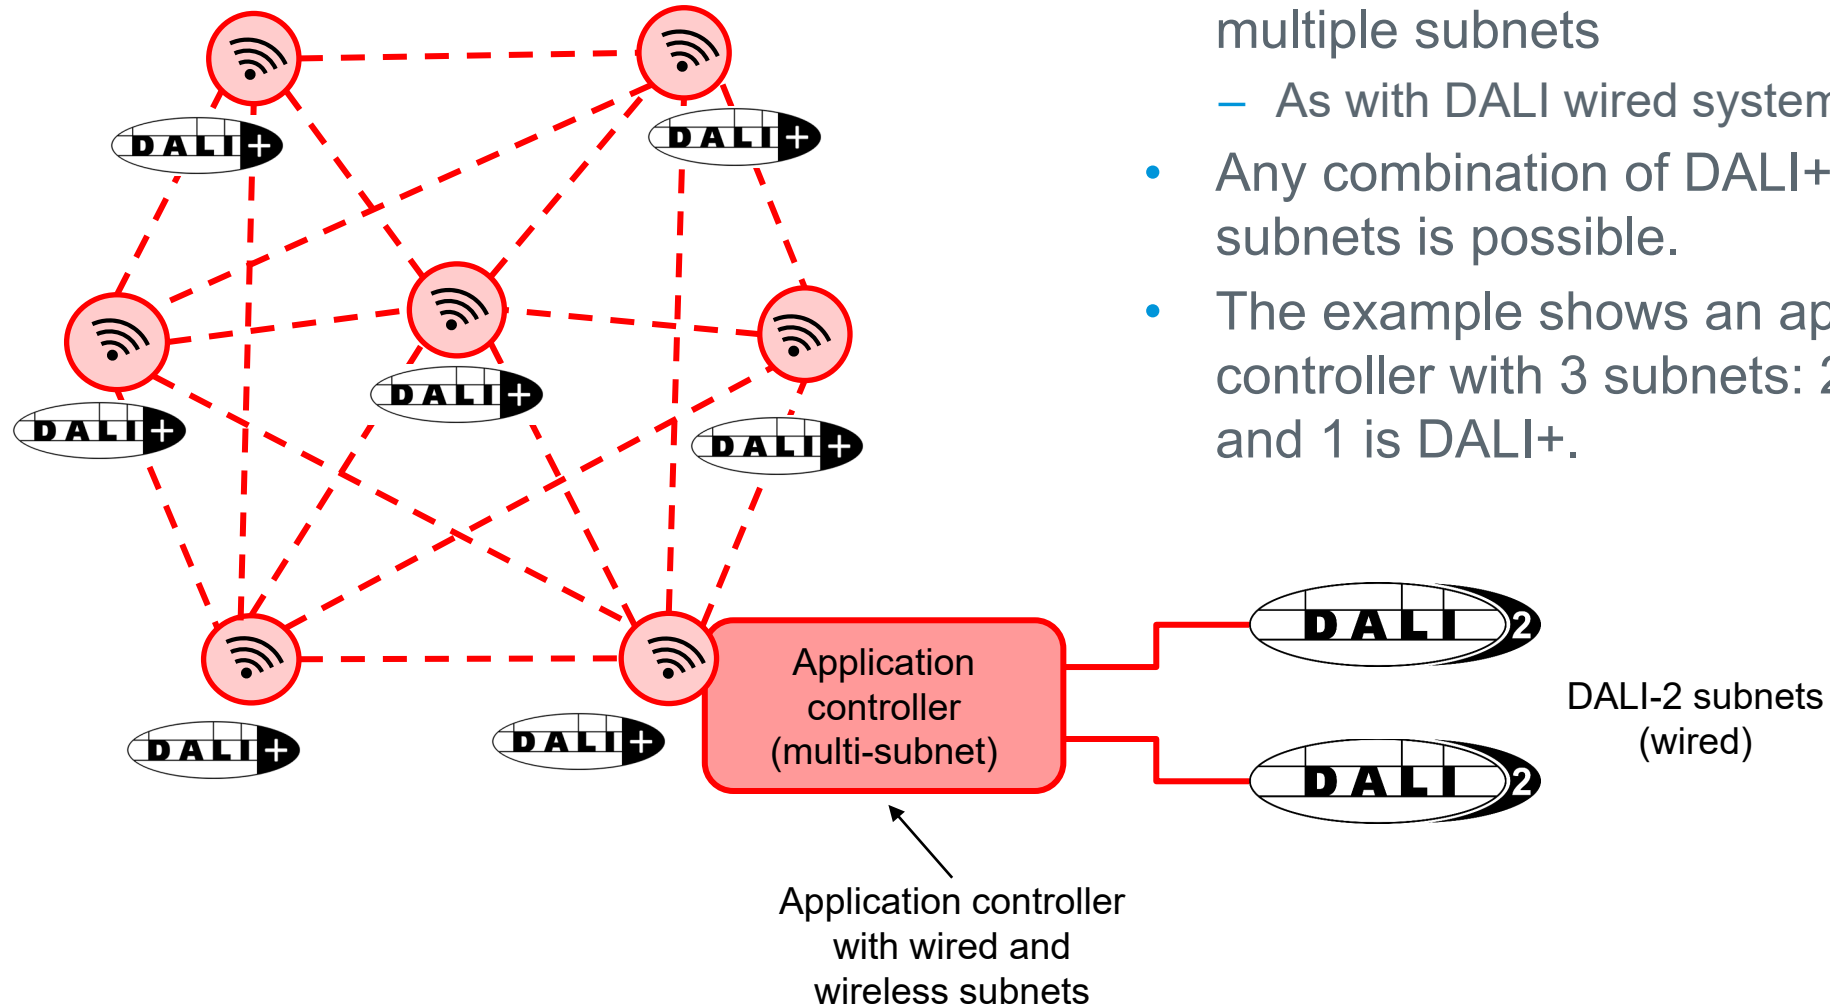 multiple subnets
– As with DALI wired system
• Any combination of DALI+
subnets is possible.
• The example shows an ap
controller with 3 subnets: 2
and 1 is DALI+.
DALI+
DALI+
DALI+
DALI+
DALI+
DALI+
DALI+
Application
controller
(multi-subnet)
DALI 2
DALI 2
DALI-2 subnets
(wired)
Application controller
with wired and
wireless subnets